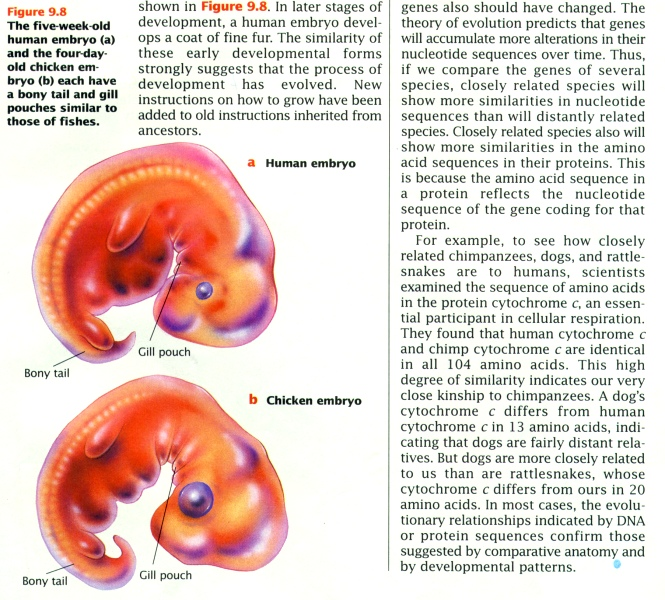 Figure 9.8
The five-week-old
human embryo (a)
and the four-day-
old chicken em-
bryo (b) each have
a bony tail and gill
pouches similar to
those of fishes.
shown in Figure 9.8. In later stages of
development, a human embryo devel-
ops a coat of fine fur. The similarity of
these early developmental forms
strongly suggests that the process of
development has evolved. New
instructions on how to grow have been
added to old instructions inherited from
ancestors.
a Human embryo
Gill pouch
Bony tail
b Chicken embryo
Gill pouch
Bony tail
genes also should have changed. The
theory of evolution predicts that genes
will accumulate more alterations in their
nucleotide sequences over time. Thus,
if we compare the genes of several
species, closely related species will
show more similarities in nucleotide
sequences than will distantly related
species. Closely related species also will
show more similarities in the amino
acid sequences in their proteins. This
is because the amino acid sequence in
a protein reflects the nucleotide
sequence of the gene coding for that
protein.
For example, to see how closely
related chimpanzees, dogs, and rattle-
snakes are to humans, scientists
examined the sequence of amino acids
in the protein cytochrome c, an essen-
tial participant in cellular respiration.
They found that human cytochrome c
and chimp cytochrome c are identical
in all 104 amino acids. This high
degree of similarity indicates our very
close kinship to chimpanzees. A dog's
cytochrome c differs from human
cytochrome c in 13 amino acids, indi-
cating that dogs are fairly distant rela-
tives. But dogs are more closely related
to us than are rattlesnakes, whose
cytochrome c differs from ours in 20
amino acids. In most cases, the evolu-
tionary relationships indicated by DNA
or protein sequences confirm those
suggested by comparative anatomy and
by developmental patterns.